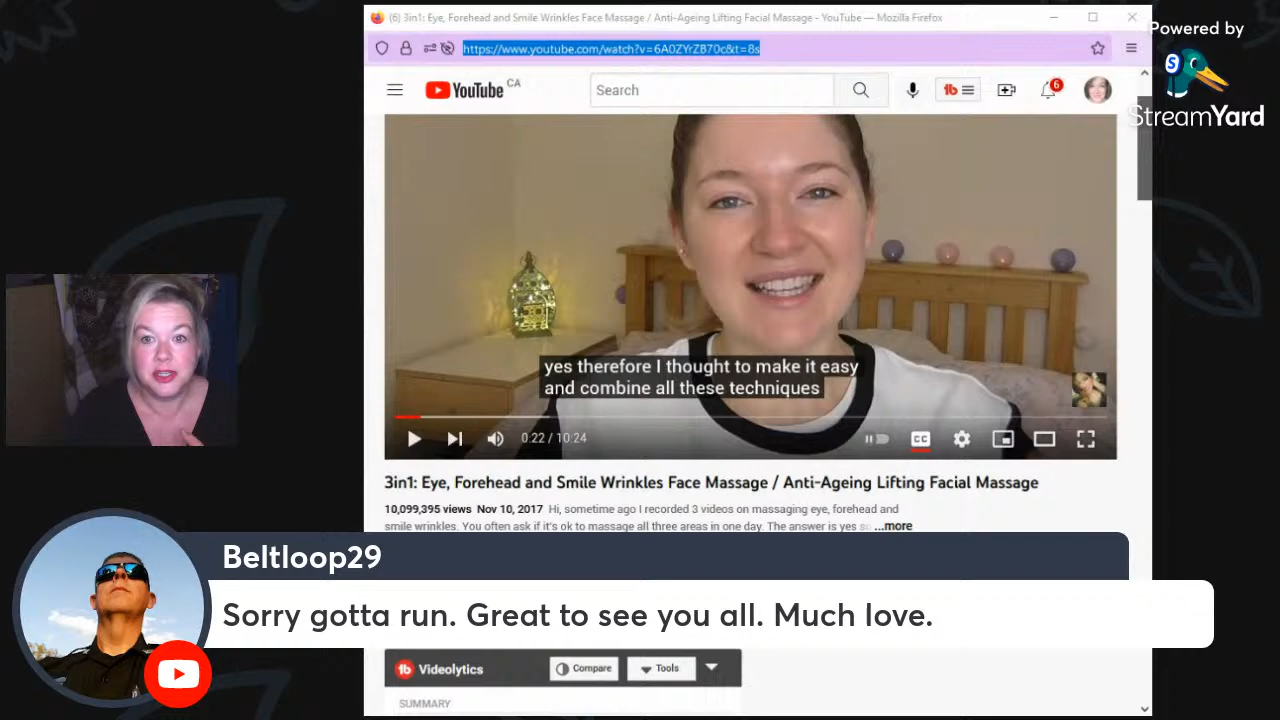 (6) 3in1: Eye, Forehead and Smile Wrinkles Face Massage / Anti-Ageing Lifting Facial Massage - YouTube — Mozilla Firefox
Powered by
StreamYard
https://www.youtube.com/watch?v=6A0ZYrZB70c&t=8s
YouTube CA
Search
6
yes therefore I thought to make it easy
and combine all these techniques
0:22 / 10:24
CC
3in1: Eye, Forehead and Smile Wrinkles Face Massage / Anti-Ageing Lifting Facial Massage
10,099,395 views Nov 10, 2017 Hi, sometime ago I recorded 3 videos on massaging eye, forehead and
smile wrinkles. You often ask if it's ok to massage all three areas in one day. The answer is yes so ...more
Beltloop29
Sorry gotta run. Great to see you all. Much love.
Videolytics
Compare
Tools
SUMMARY